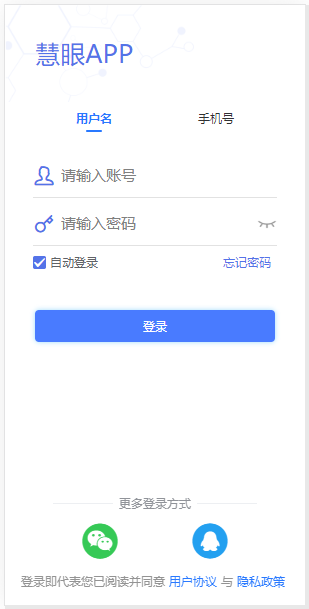 慧眼APP
用户名 手机号
请输入账号
请输入密码
自动登录 忘记密码
登录
更多登录方式
登录即代表您已阅读并同意 用户协议 与 隐私政策